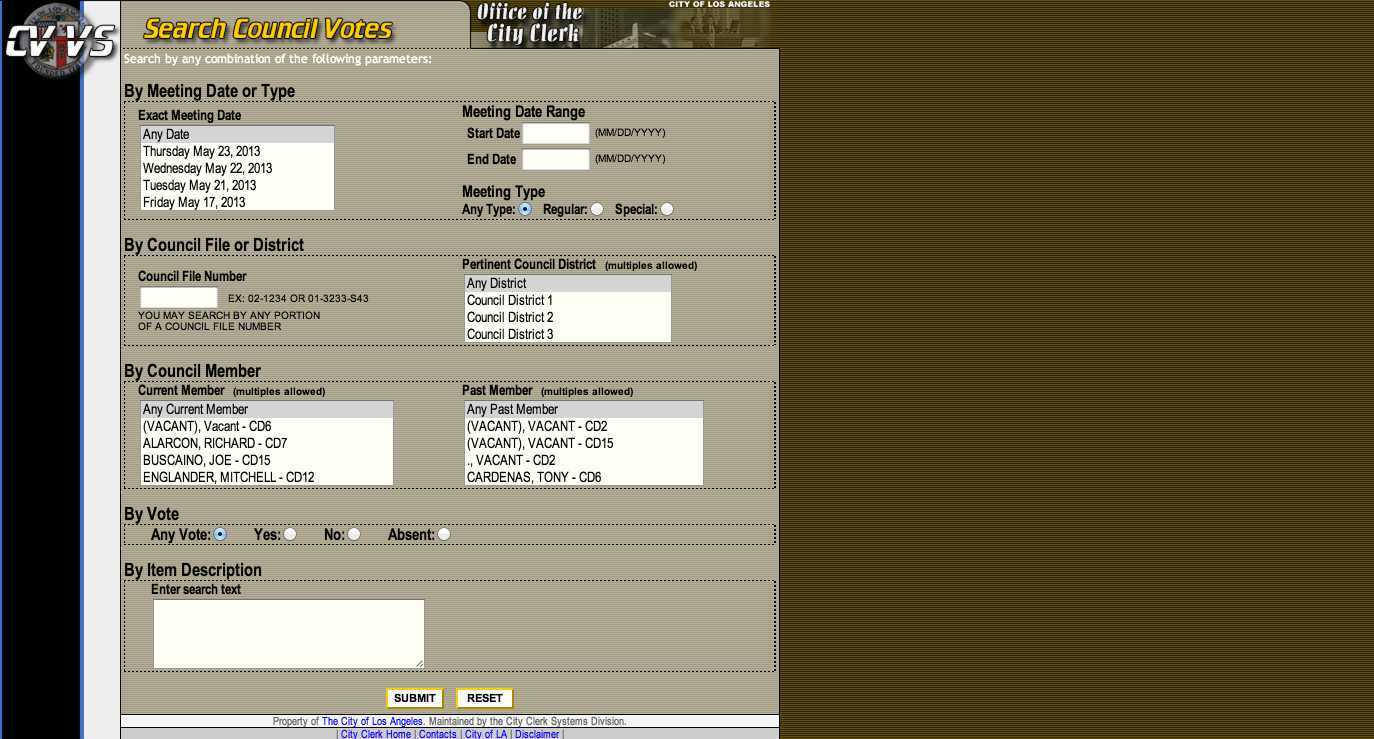 CITY OF LOS ANGELES
CVVS
Search Council Votes
Office of the
City Clerk
Search by any combination of the following parameters:
By Meeting Date or Type
Exact Meeting Date
Any Date
Thursday May 23, 2013
Wednesday May 22, 2013
Tuesday May 21, 2013
Friday May 17, 2013
Meeting Date Range
Start Date (MM/DD/YYYY)
End Date (MM/DD/YYYY)
Meeting Type
Any Type: Regular: Special:
By Council File or District
Council File Number
EX: 02-1234 OR 01-3233-S43
YOU MAY SEARCH BY ANY PORTION
OF A COUNCIL FILE NUMBER
Pertinent Council District (multiples allowed)
Any District
Council District 1
Council District 2
Council District 3
By Council Member
Current Member (multiples allowed)
Any Current Member
(VACANT), Vacant - CD6
ALARCON, RICHARD - CD7
BUSCAINO, JOE - CD15
ENGLANDER, MITCHELL - CD12
Past Member (multiples allowed)
Any Past Member
(VACANT), VACANT - CD2
(VACANT), VACANT - CD15
., VACANT - CD2
CARDENAS, TONY - CD6
By Vote
Any Vote: Yes: No: Absent:
By Item Description
Enter search text
SUBMIT RESET
Property of The City of Los Angeles. Maintained by the City Clerk Systems Division.
| City Clerk Home | Contacts | City of LA | Disclaimer |